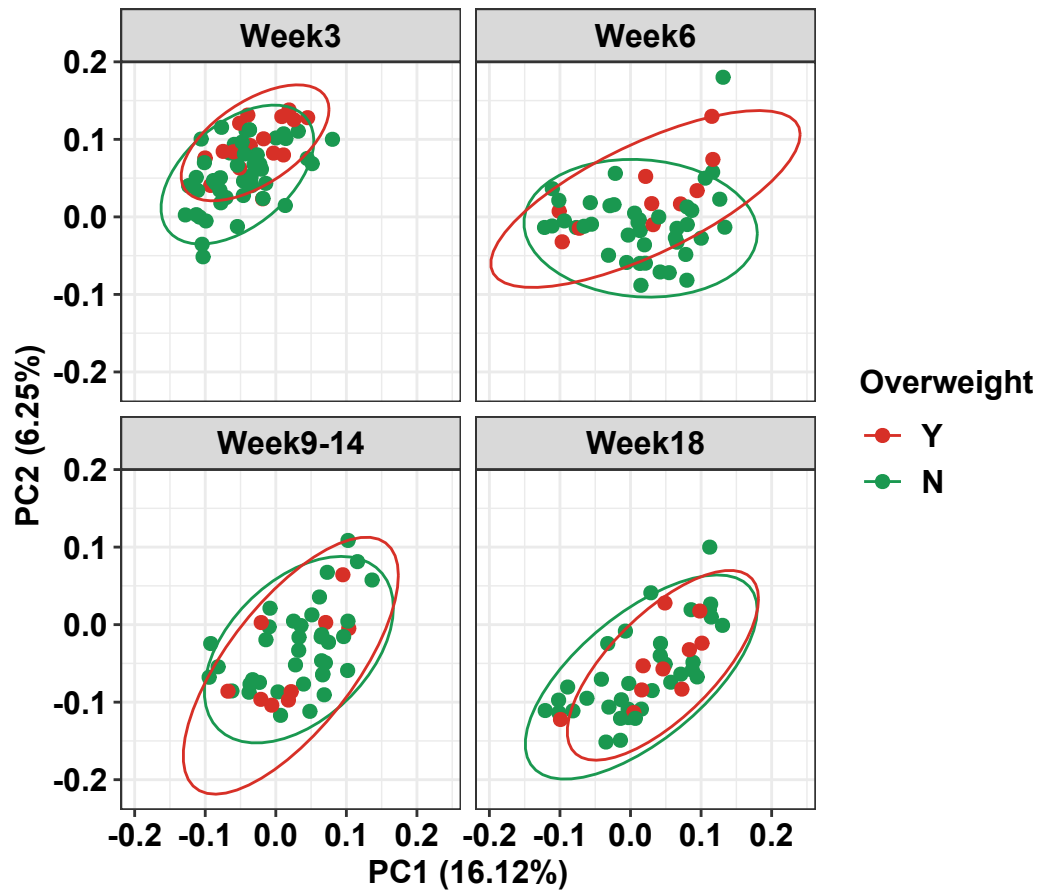 Week3
Week6
0.2
0.1
0.0
-0.1
-0.2
Week9-14
Week18
0.2
0.1
0.0
-0.1
-0.2
-0.2 -0.1 0.0 0.1 0.2 -0.2 -0.1 0.0 0.1 0.2
PC1 (16.12%)
PC2 (6.25%)
Overweight
Y
N